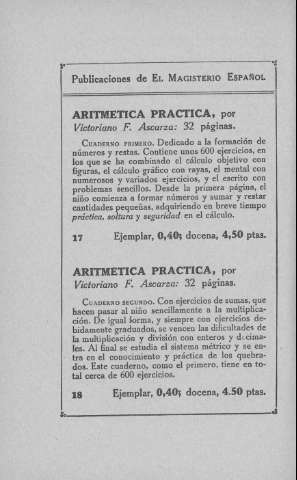 Publicaciones de EL MAGISTERIO ESPAÑOL
ARITMETICA PRACTICA, por
Victoriano F. Ascarza: 32 páginas.
CUADERNO PRIMERO. Dedicado a la formación de
números y restas. Contiene unos 600 ejercicios, en
los que se ha combinado el cálculo objetivo con
figuras, el cálculo gráfico con rayas, el mental con
numerosos y variados ejercicios, y el escrito con
problemas sencillos. Desde la primera página, el
niño comienza a formar números y sumar y restar
cantidades pequeñas, adquiriendo en breve tiempo
práctica, soltura y seguridad en el cálculo.
17 Ejemplar, 0,40; docena, 4,50 ptas.
ARITMETICA PRACTICA, por
Victoriano F. Ascarza: 32 páginas.
CUADERNO SEGUNDO. Con ejercicios de sumas, que
hacen pasar al niño sencillamente a la multiplica-
ción. De igual forma, y siempre con ejercicios de-
bidamente graduados, se vencen las dificultades de
la multiplicación y división con enteros y decima-
les. Al final se estudia el sistema métrico y se en-
tra en el conocimiento y práctica de los quebra-
dos. Este cuaderno, como el primero, tiene en to-
tal cerca de 600 ejercicios.
18 Ejemplar, 0,40; docena, 4.50 ptas.